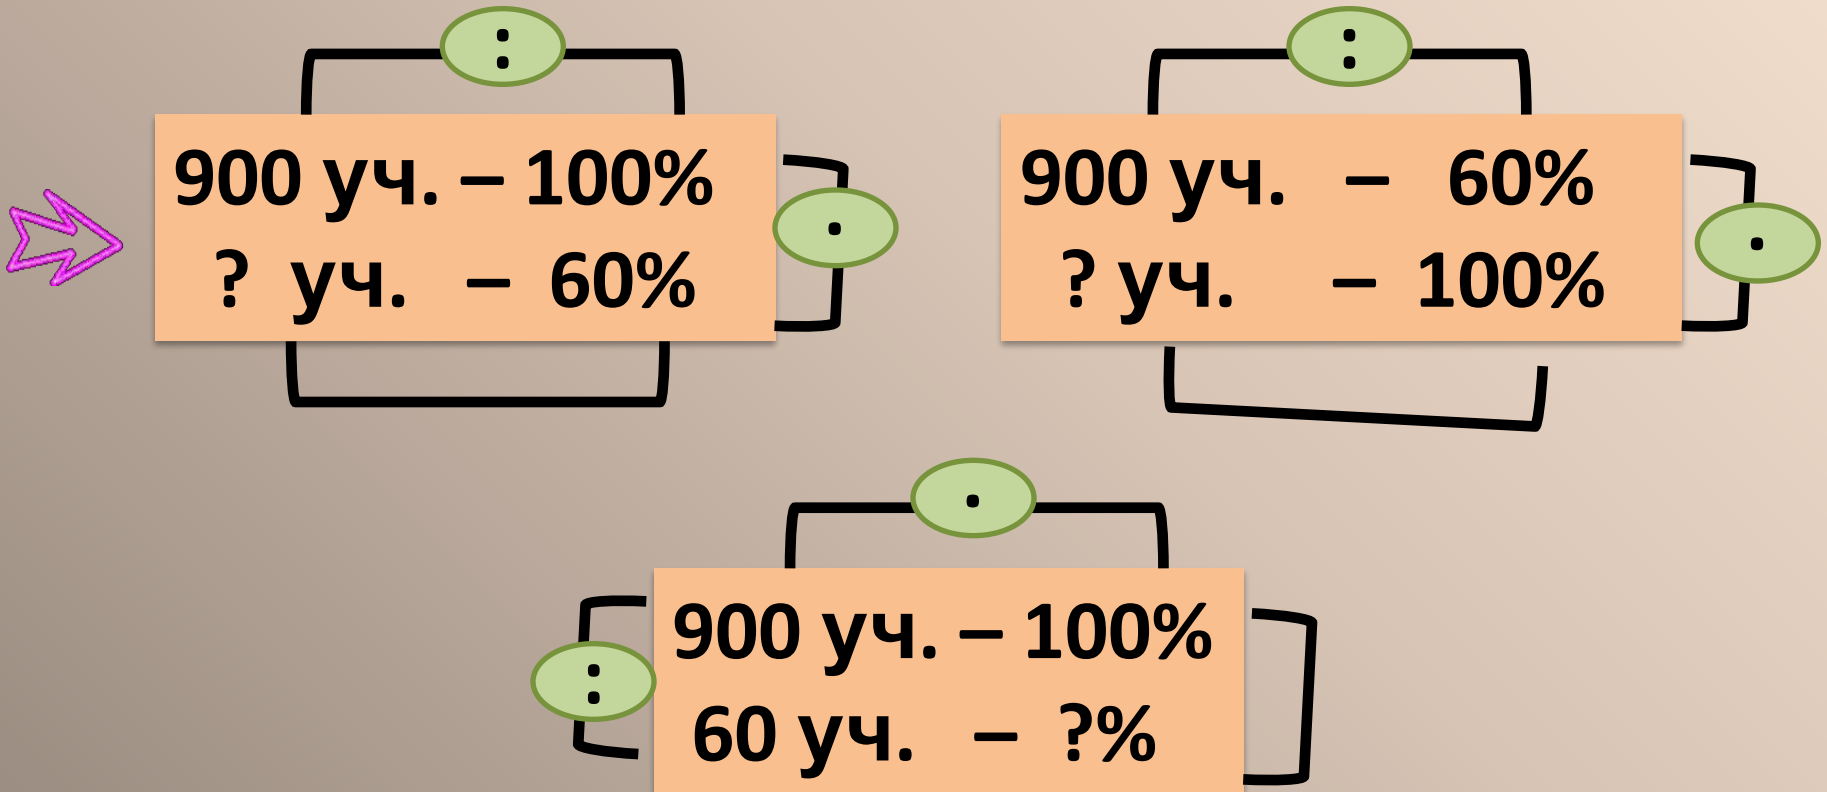 :
900 уч. – 100%
? уч. – 60%
·
:
900 уч. – 60%
? уч. – 100%
·
·
:
900 уч. – 100%
60 уч. – ?%